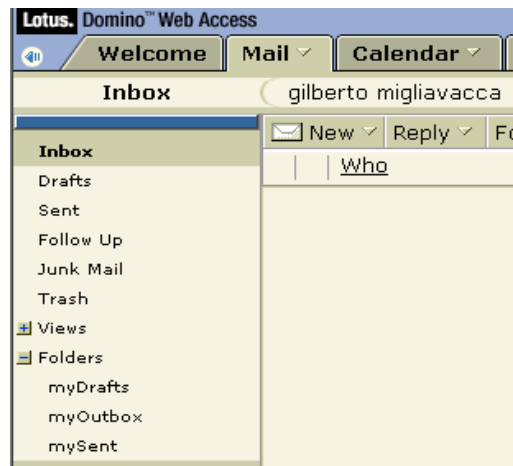 Lotus. Domino™ Web Access
Welcome Mail Calendar
Inbox gilberto migliavacca
New Reply
Who
Inbox
Drafts
Sent
Follow Up
Junk Mail
Trash
Views
Folders
myDrafts
myOutbox
mySent